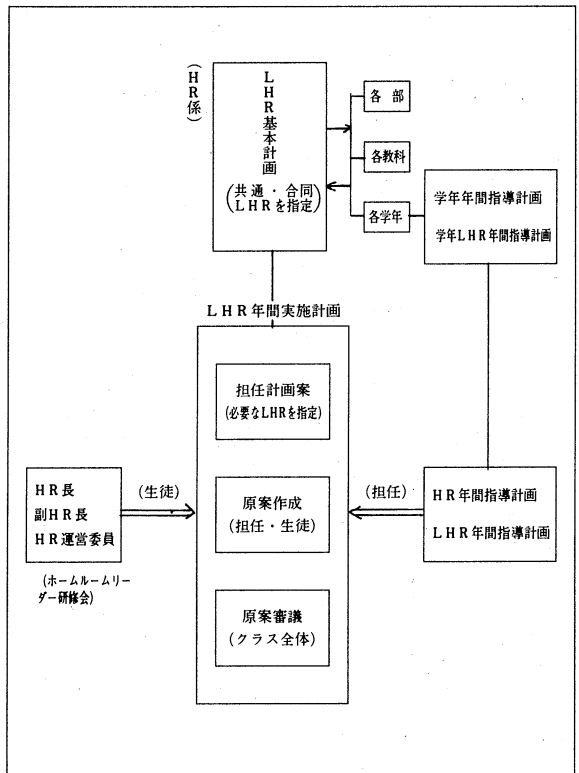 (HR係)
LHR基本計画
(共通・合同
LHRを指定)
各 部
各教科
各学年
学年年間指導計画
学年LHR年間指導計画
LHR年間実施計画
担任計画案
(必要なLHRを指定)
HR長
副HR長
HR運営委員
(生徒)
原案作成
(担任・生徒)
(担任)
HR年間指導計画
LHR年間指導計画
(ホームルームリー
ダー研修会)
原案審議
(クラス全体)